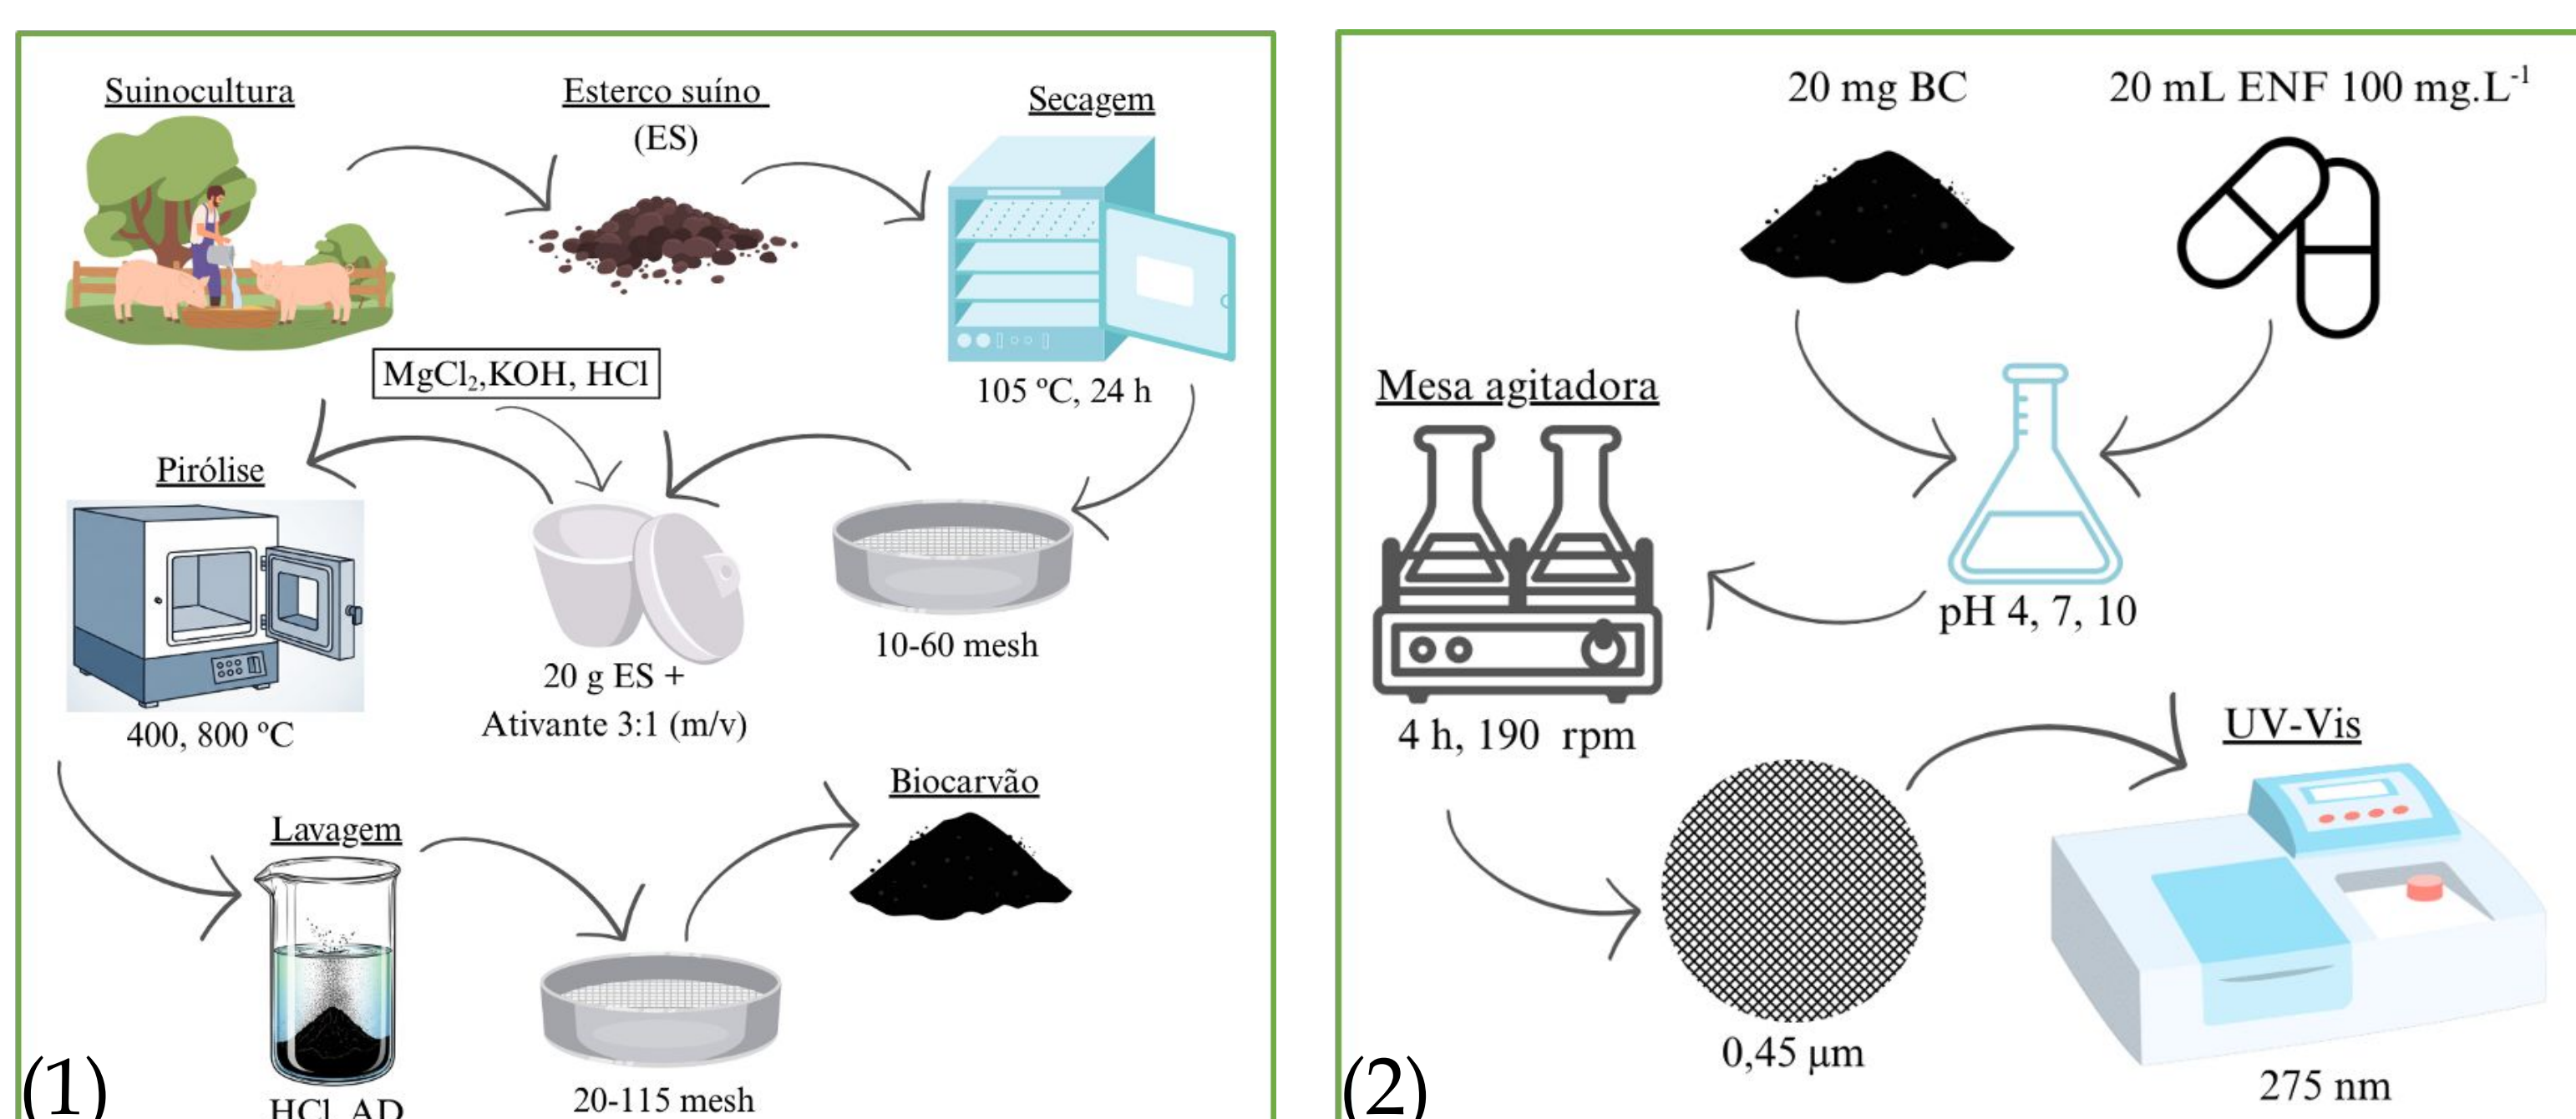 Suinocultura
Esterco suíno
(ES)
Secagem
105 ºC, 24 h
10-60 mesh
MgCl₂,KOH, HCl
20 g ES +
Ativante 3:1 (m/v)
Pirólise
400, 800 ºC
Lavagem
HCl, AD
20-115 mesh
Biocarvão
(1)
20 mg BC
20 mL ENF 100 mg.L⁻¹
pH 4, 7, 10
Mesa agitadora
4 h, 190 rpm
0,45 µm
UV-Vis
275 nm
(2)